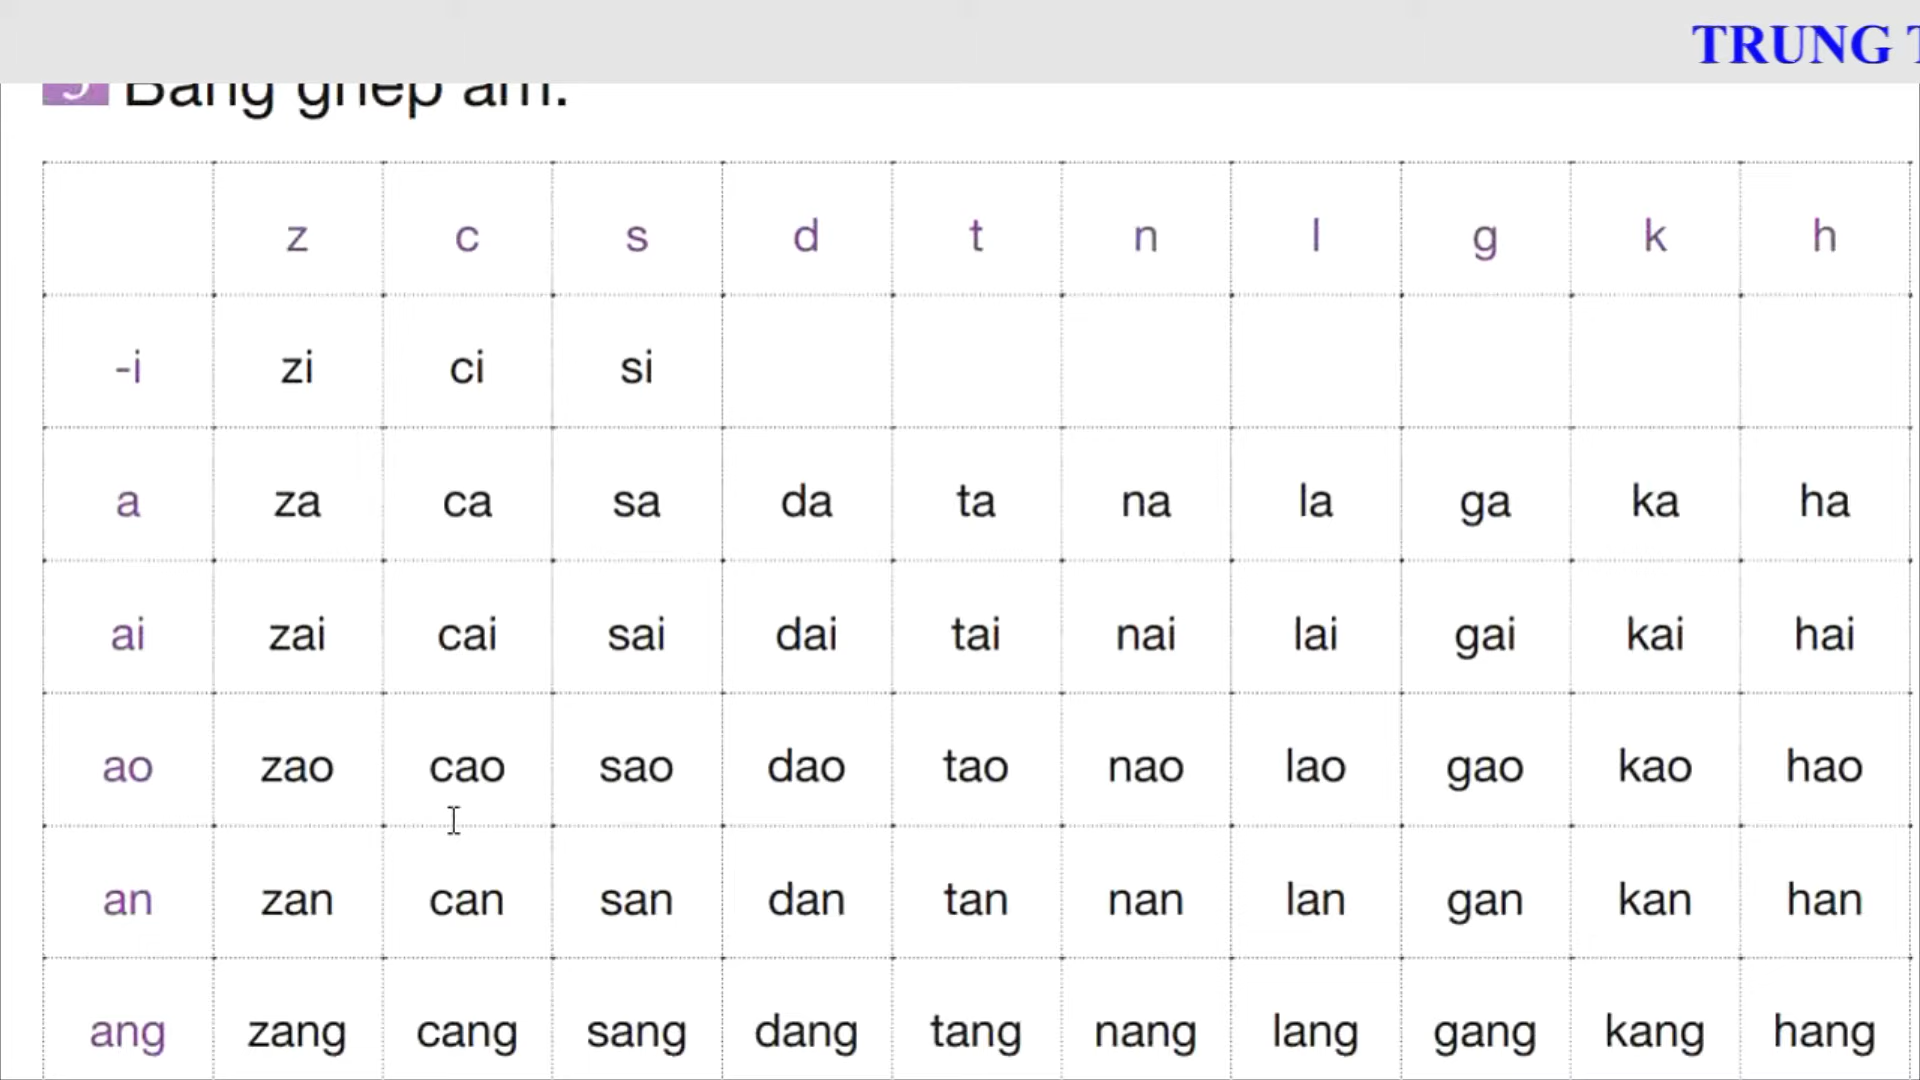 TRUNG
Bảng ghép âm:
z c s d t n l g k h
-i zi ci si
a za ca sa da ta na la ga ka ha
ai zai cai sai dai tai nai lai gai kai hai
ao zao cao sao dao tao nao lao gao kao hao
an zan can san dan tan nan lan gan kan han
ang zang cang sang dang tang nang lang gang kang hang